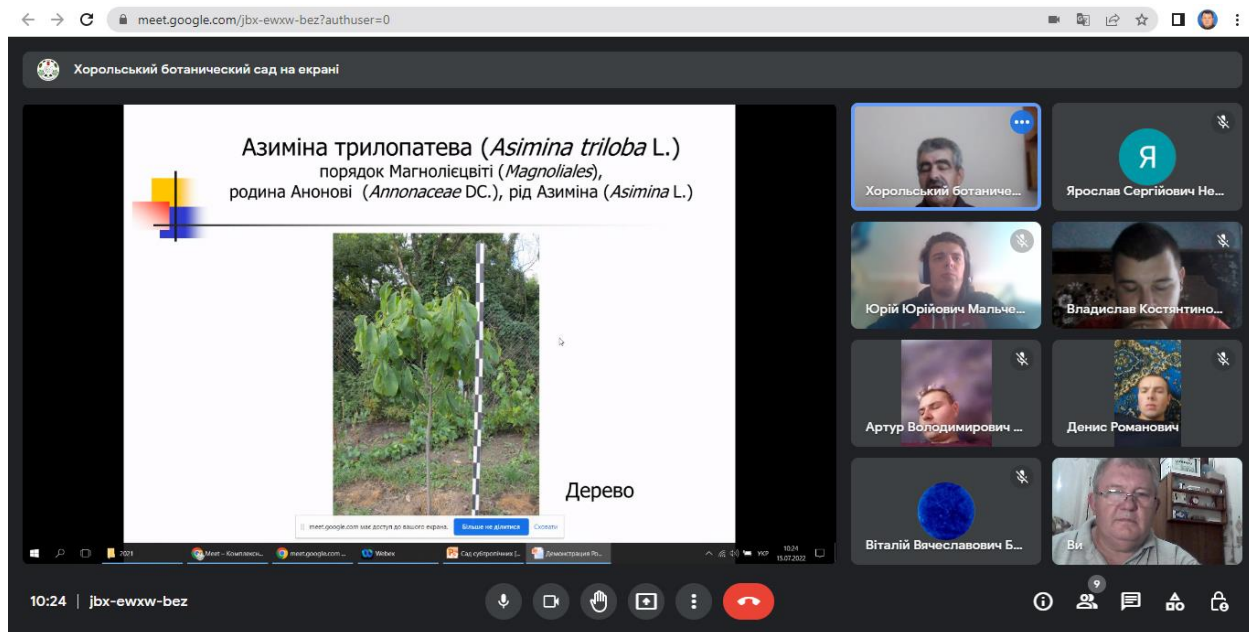 meet.google.com/jbx-ewxw-bez?authuser=0
Хорольський ботанический сад на екрані
Азиміна трилопатева (Asimina triloba L.)
порядок Магнолієцвіті (Magnoliales),
родина Анонові (Annonaceae DC.), рід Азиміна (Asimina L.)
Дерево
meet.google.com має доступ до вашого екрана.
Більше не ділитися
Сховати
2021
Meet – Комплексн...
meet.google.com ...
Webex
Сад субтропічних [...
Демонстрация Po...
УКР
10:24
15.07.2022
Хорольський ботаниче...
Я
Ярослав Сергійович Не...
Юрій Юрійович Мальче...
Владислав Костянтино...
Артур Володимирович ...
Денис Романович
Віталій Вячеславович Б...
Ви
10:24 | jbx-ewxw-bez
9